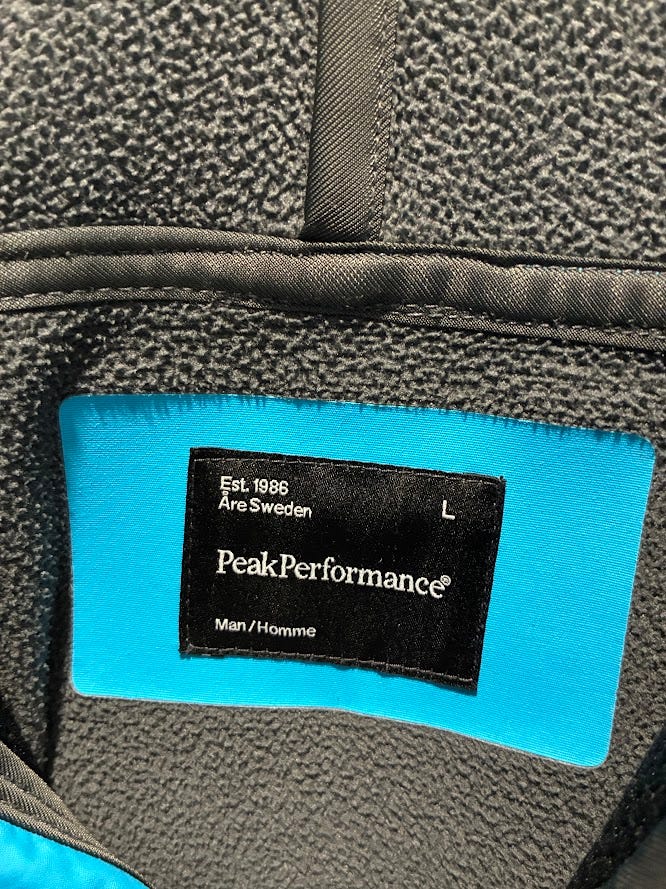 Est. 1986
Åre Sweden
L
PeakPerformance®
Man/Homme